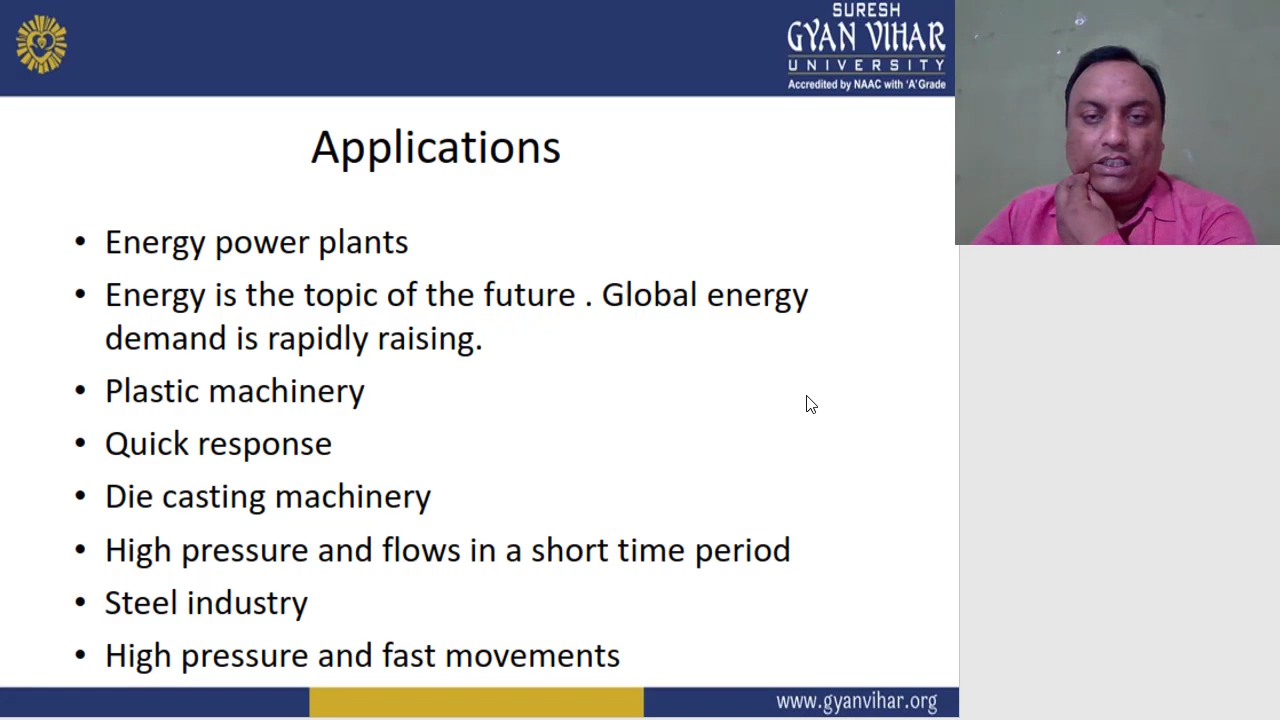 SURESH
GYAN VIHAR
UNIVERSITY
Accredited by NAAC with 'A' Grade
Applications
• Energy power plants
• Energy is the topic of the future . Global energy
demand is rapidly raising.
• Plastic machinery
• Quick response
• Die casting machinery
• High pressure and flows in a short time period
• Steel industry
• High pressure and fast movements
www.gyanvihar.org